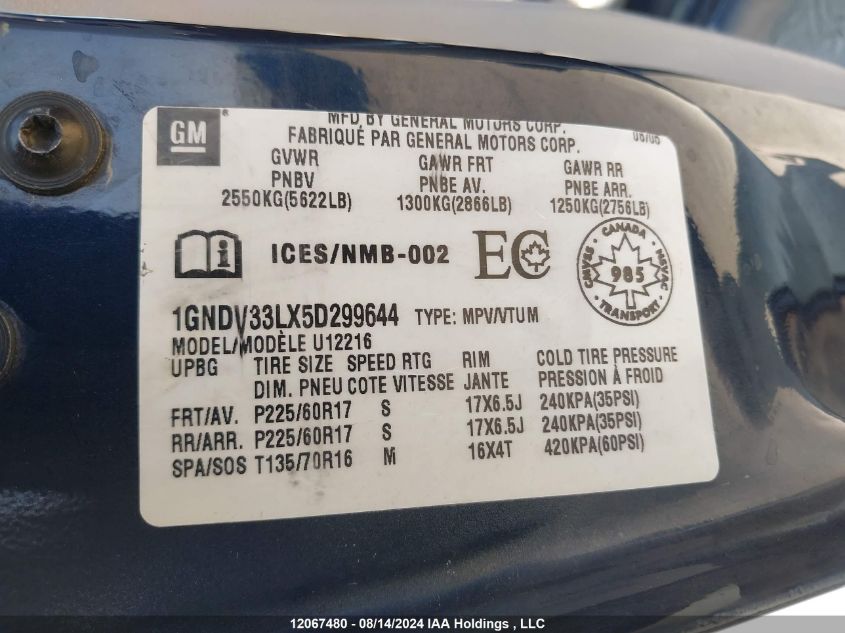 GM
MFD BY GENERAL MOTORS CORP.
FABRIQUÉ PAR GENERAL MOTORS CORP.
GVWR GAWR FRT GAWR RR
PNBV PNBE AV. PNBE ARR.
2550KG(5622LB) 1300KG(2866LB) 1250KG(2756LB)
i ICES/NMB-002 EC CANADA CMVSS 985 NSVAC TRANSPORT
1GNDV33LX5D299644 TYPE: MPV/VTUM
MODEL/MODÈLE U12216
UPBG TIRE SIZE SPEED RTG RIM COLD TIRE PRESSURE
DIM. PNEU COTE VITESSE JANTE PRESSION À FROID
FRT/AV. P225/60R17 S 17X6.5J 240KPA(35PSI)
RR/ARR. P225/60R17 S 17X6.5J 240KPA(35PSI)
SPA/SOS T135/70R16 M 16X4T 420KPA(60PSI)
12067480 - 08/14/2024 IAA Holdings , LLC